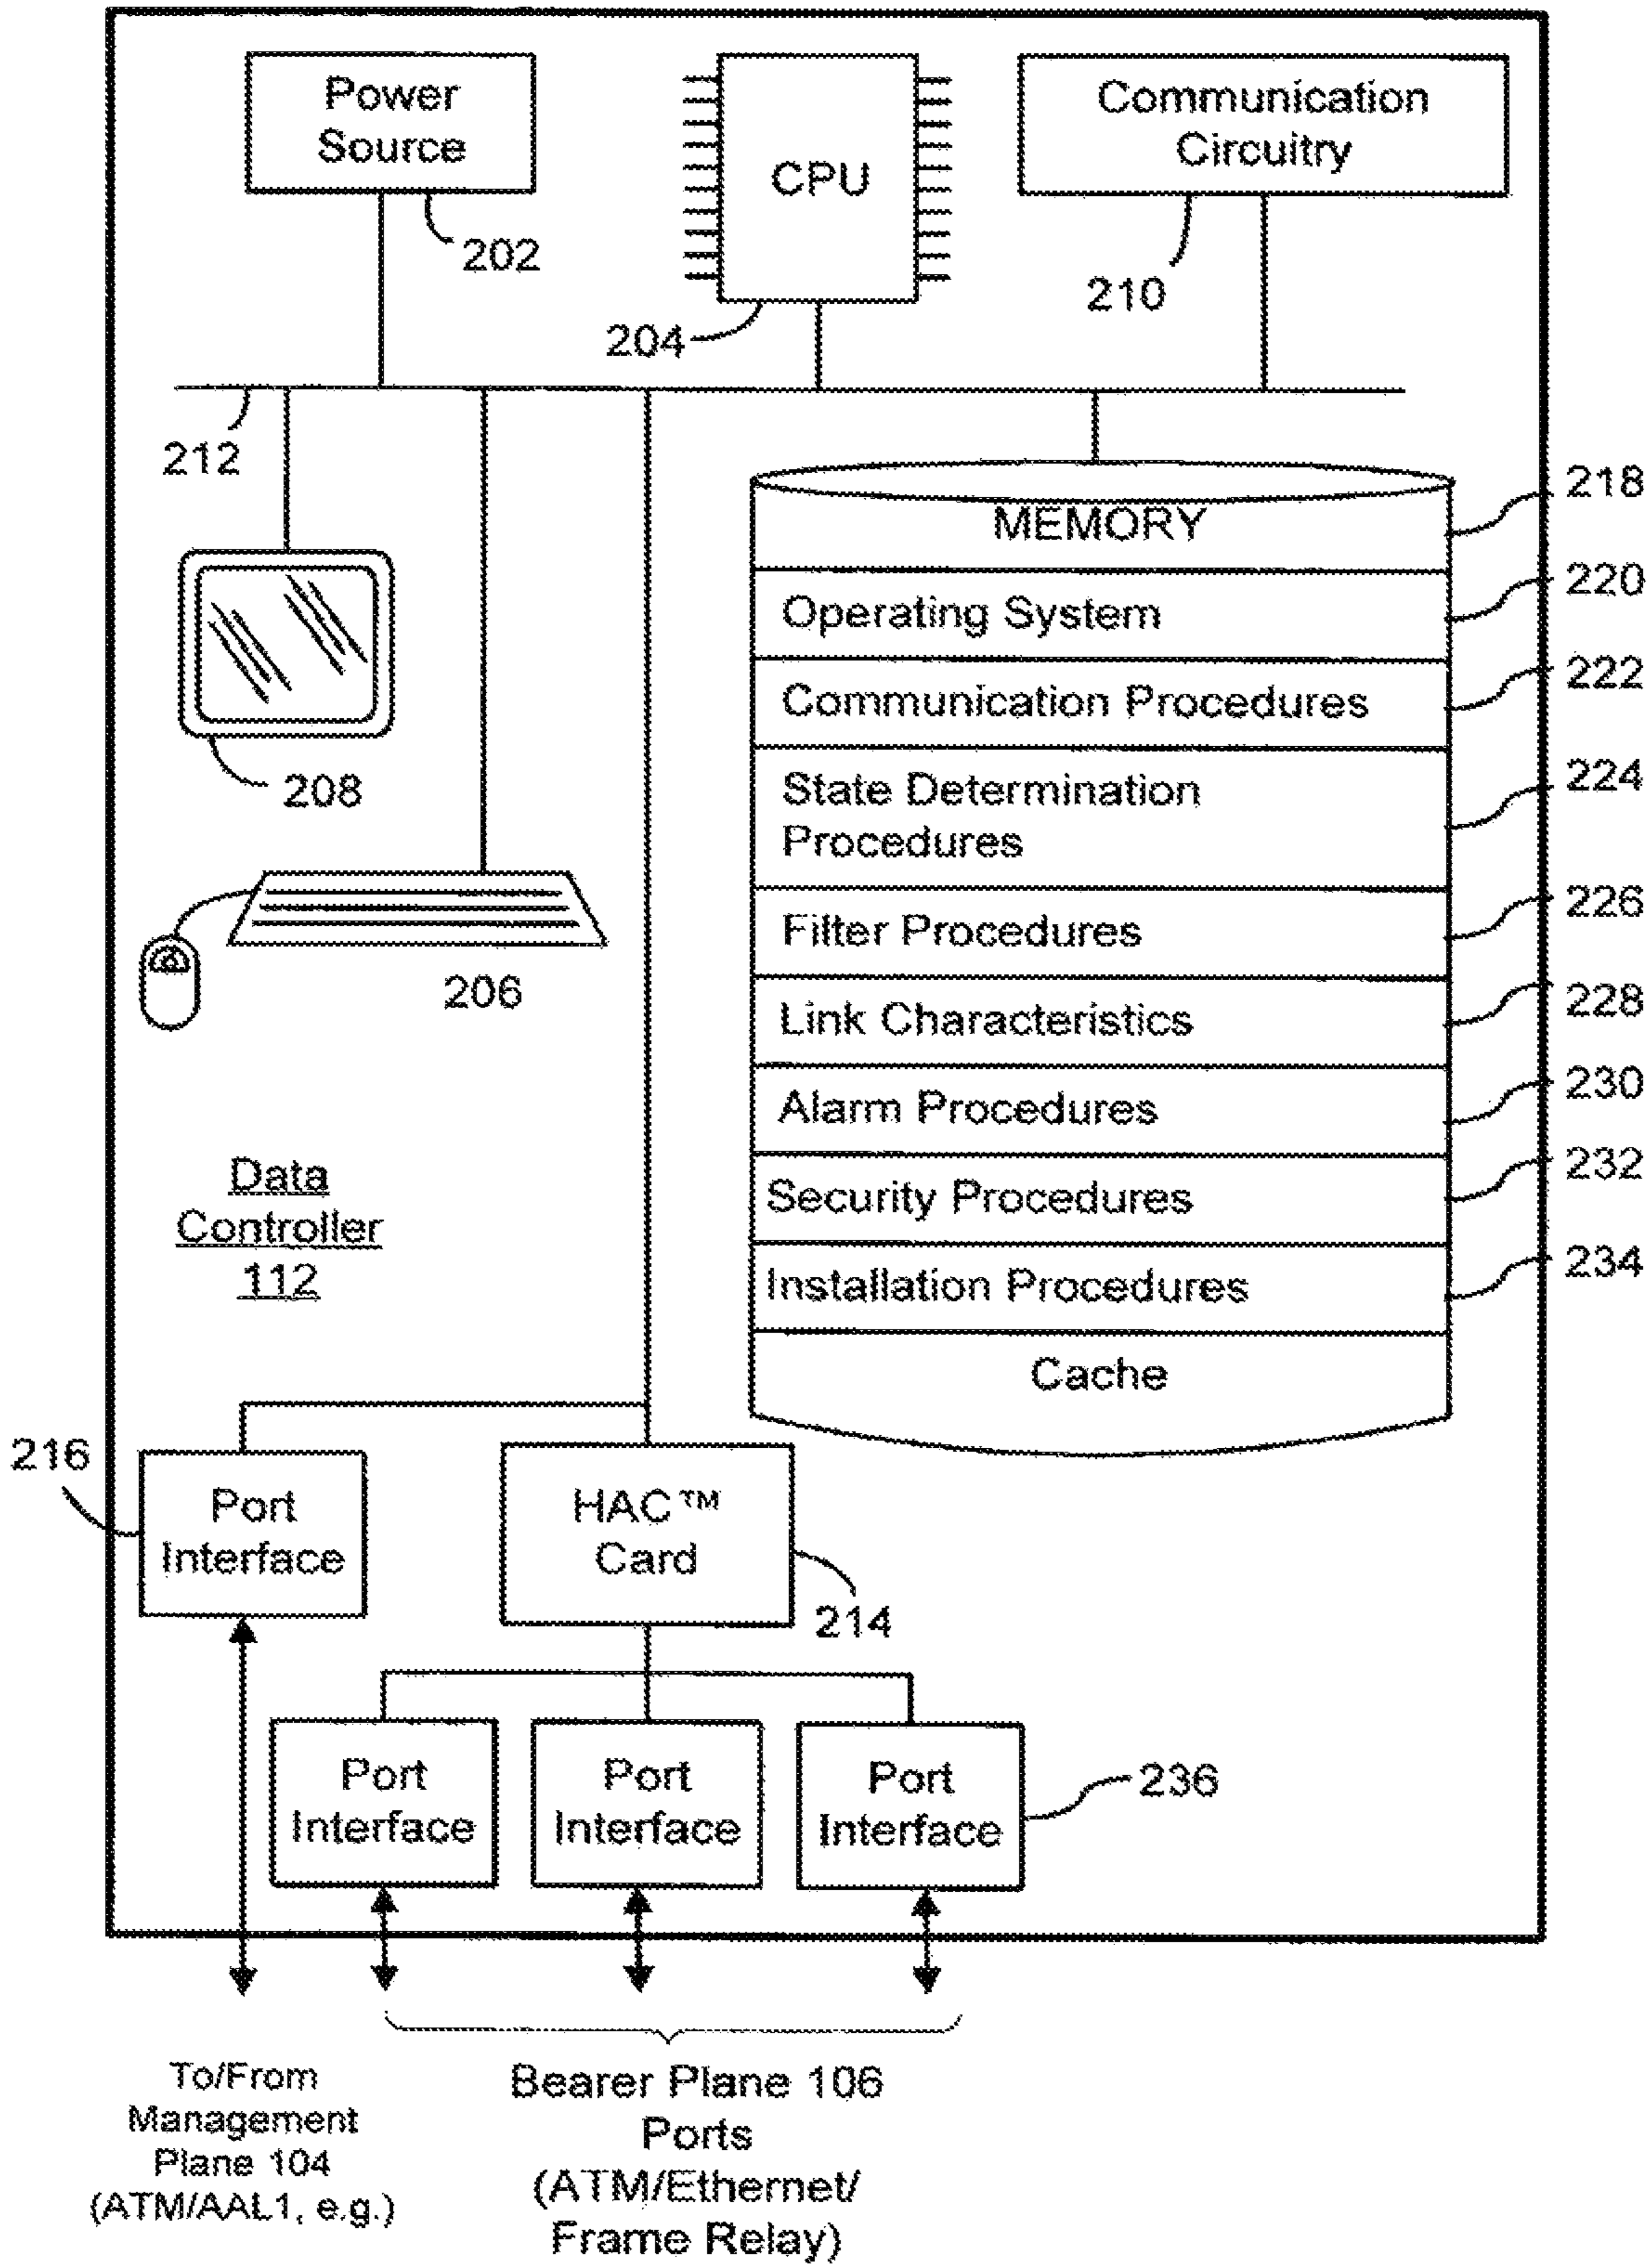 Power
Source
202
CPU
204
Communication
Circuitry
210
212
208
206
MEMORY
218
Operating System
220
Communication Procedures
222
State Determination
Procedures
224
Filter Procedures
226
Link Characteristics
228
Alarm Procedures
230
Security Procedures
232
Installation Procedures
234
Cache
Data
Controller
112
216
Port
Interface
HAC™
Card
214
Port
Interface
Port
Interface
Port
Interface
236
To/From
Management
Plane 104
(ATM/AAL1, e.g.)
Bearer Plane 106
Ports
(ATM/Ethernet/
Frame Relay)